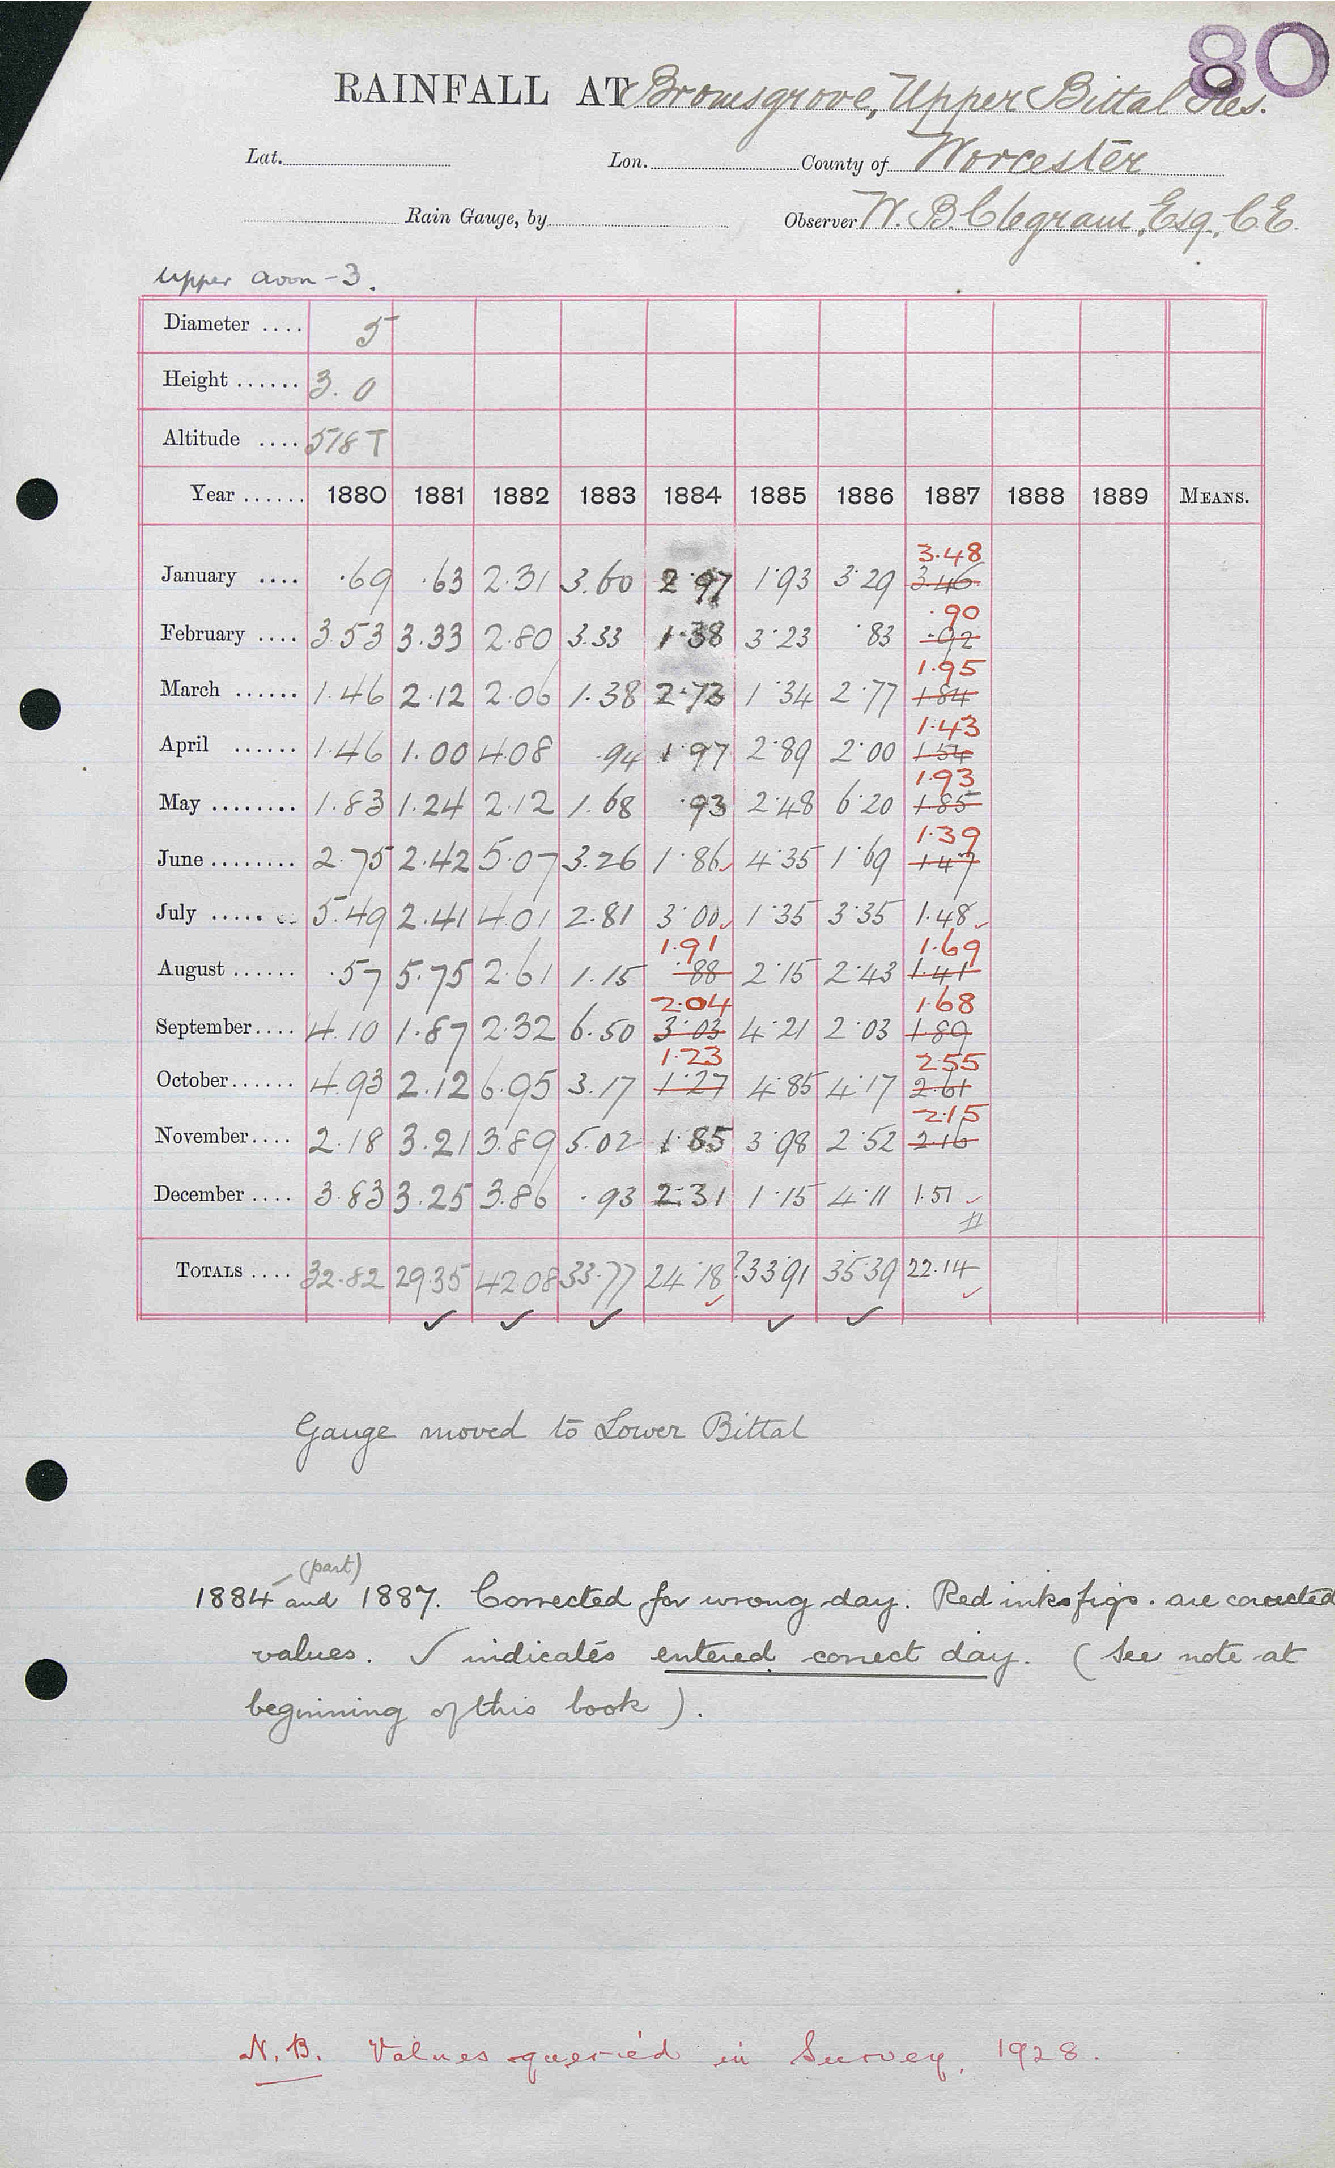 80
RAINFALL AT Bromsgrove, Upper Bittal Res.
Lat. Lon. County of Worcester
Rain Gauge, by Observer W. B. Clegram, Esq., C.E.
Upper Avon - 3.
Diameter .... 5
Height ...... 3.0
Altitude .... 518 T
Year ...... 1880 1881 1882 1883 1884 1885 1886 1887 1888 1889 MEANS.
3.48
January .... .69 .63 2.31 3.60 2.97 1.93 3.29 3.46
.90
February .... 3.53 3.33 2.80 3.33 1.38 3.23 .83 .92
1.95
March ...... 1.46 2.12 2.06 1.38 2.73 1.34 2.77 1.84
1.43
April ...... 1.46 1.00 4.08 .94 1.97 2.89 2.00 1.54
1.93
May ........ 1.83 1.24 2.12 1.68 .93 2.48 6.20 1.85
1.39
June ........ 2.75 2.42 5.07 3.26 1.86✓ 4.35 1.69 1.47
July ........ 5.49 2.41 4.01 2.81 3.00✓ 1.35 3.35 1.48✓
1.91 1.69
August ...... .57 5.75 2.61 1.15 .88 2.15 2.43 1.41
2.04 1.68
September .... 4.10 1.87 2.32 6.50 3.03 4.21 2.03 1.89
1.23 2.55
October ...... 4.93 2.12 6.95 3.17 1.27 4.85 4.17 2.61
2.15
November .... 2.18 3.21 3.89 5.02 1.85 3.98 2.52 2.16
December .... 3.83 3.25 3.86 .93 2.31 1.15 4.11 1.51 ✓
TOTALS .... 32.82 29.35 42.08 33.77 24.18 ✓ ?33.91 35.39 22.14 ✓
✓ ✓ ✓ ✓ ✓
Gauge moved to Lower Bittal
(part)
1884 and 1887. Corrected for wrong day. Red inks figs. are corrected
values. ✓ indicates entered correct day. (See note at
beginning of this book).
N.B. Values queried in Survey, 1928.